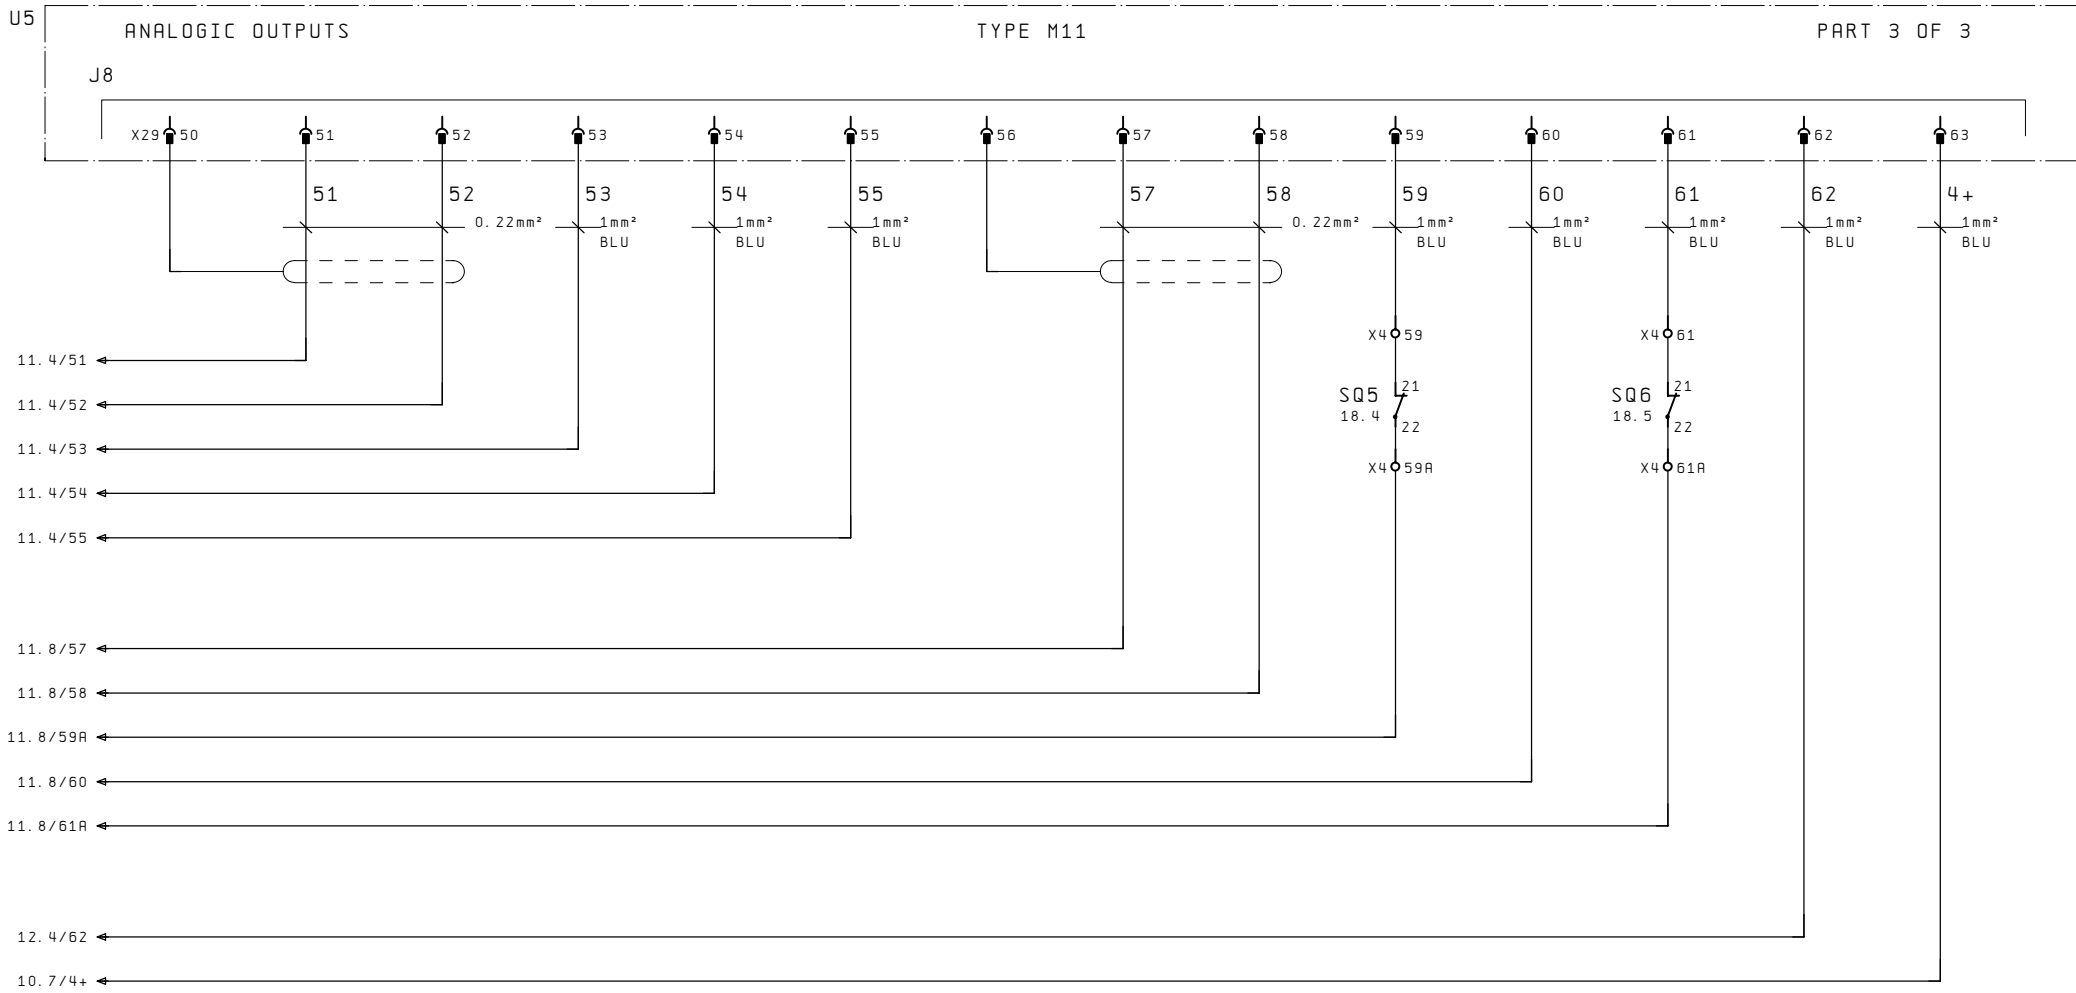 U5
ANALOGIC OUTPUTS TYPE M11 PART 3 OF 3
J8
X29 50 51 52 53 54 55 56 57 58 59 60 61 62 63
51 52 53 54 55 57 58 59 60 61 62 4+
0.22mm² 1mm² 1mm² 1mm² 0.22mm² 1mm² 1mm² 1mm² 1mm² 1mm²
BLU BLU BLU BLU BLU BLU BLU BLU
X4 59 X4 61
11.4/51
SQ5 21 SQ6 21
11.4/52
18.4 22 18.5 22
11.4/53
X4 59A X4 61A
11.4/54
11.4/55
11.8/57
11.8/58
11.8/59A
11.8/60
11.8/61A
12.4/62
10.7/4+